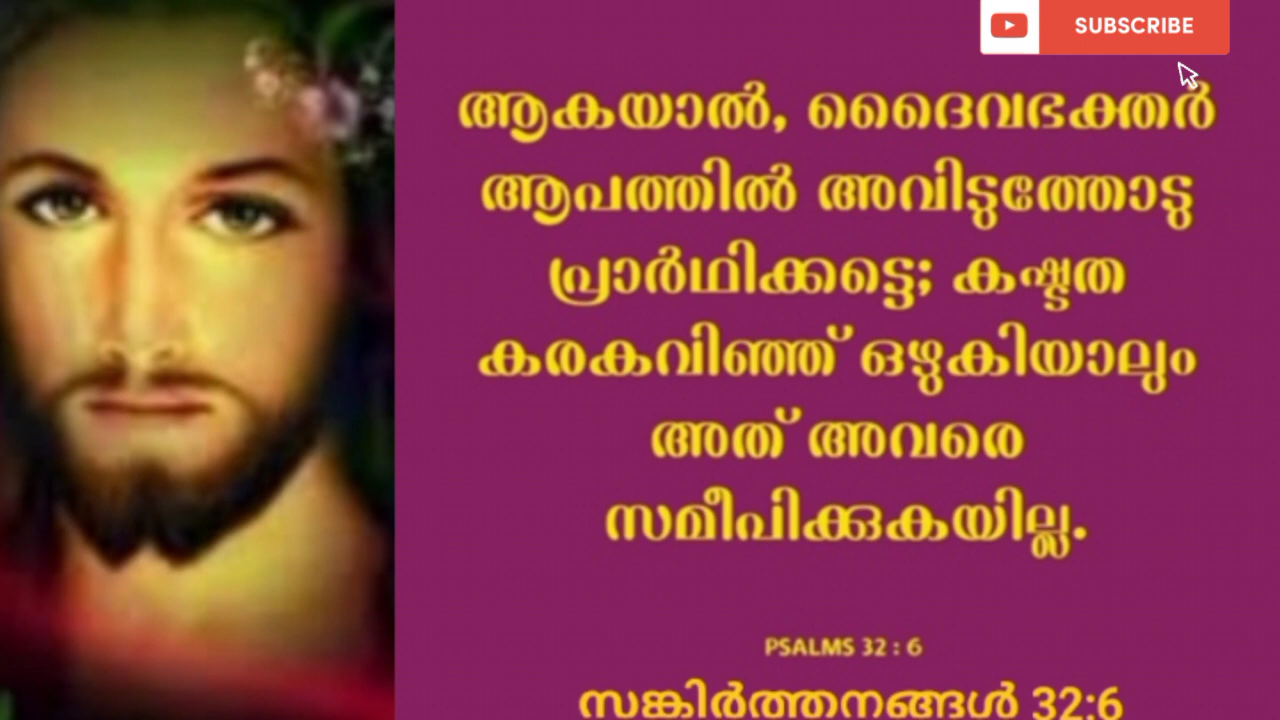 SUBSCRIBE
ആകയാൽ, ദൈവഭക്തർ
ആപത്തിൽ അവിടുത്തോടു
പ്രാർഥിക്കട്ടെ; കഷ്ടത
കരകവിഞ്ഞ് ഒഴുകിയാലും
അത് അവരെ
സമീപിക്കുകയില്ല.
PSALMS 32 : 6
സങ്കീർത്തനങ്ങൾ 32:6